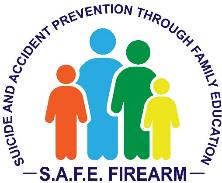 SUICIDE AND ACCIDENT PREVENTION THROUGH FAMILY EDUCATION
S.A.F.E. FIREARM